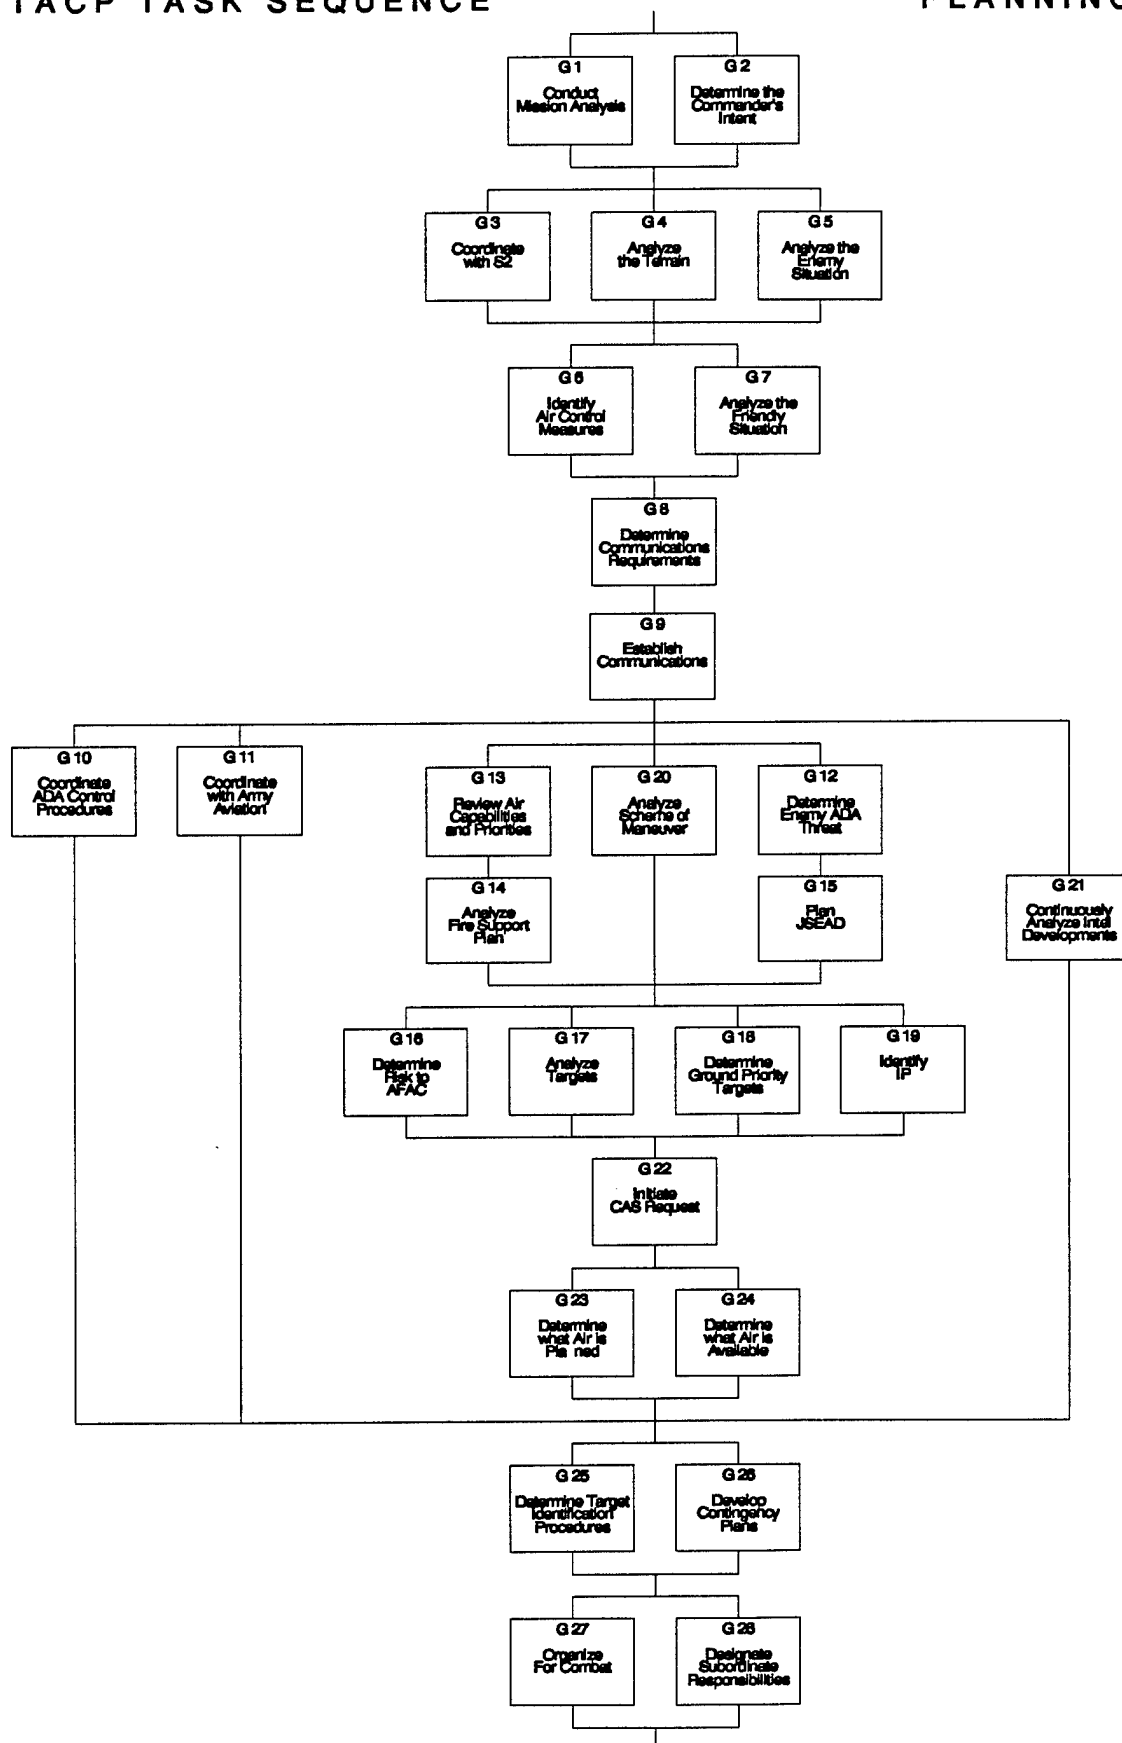 TACP TASK SEQUENCE
PLANNING
G1
Conduct
Mission Analysis
G2
Determine the
Commander's
Intent
G3
Coordinate
with S2
G4
Analyze
the Terrain
G5
Analyze the
Enemy
Situation
G6
Identify
Air Control
Measures
G7
Analyze the
Friendly
Situation
G8
Determine
Communications
Requirements
G9
Establish
Communications
G10
Coordinate
ADA Control
Procedures
G11
Coordinate
with Army
Aviation
G13
Review Air
Capabilities
and Priorities
G20
Analyze
Scheme of
Maneuver
G12
Determine
Enemy ADA
Threat
G14
Analyze
Fire Support
Plan
G15
Plan
JSEAD
G21
Continuously
Analyze Intel
Developments
G16
Determine
Risk to
AFAC
G17
Analyze
Targets
G18
Determine
Ground Priority
Targets
G19
Identify
IP
G22
Initiate
CAS Request
G23
Determine
what Air is
Pla ned
G24
Determine
what Air is
Available
G25
Determine Target
Identification
Procedures
G26
Develop
Contingency
Plans
G27
Organize
For Combat
G28
Designate
Subordinate
Responsibilities